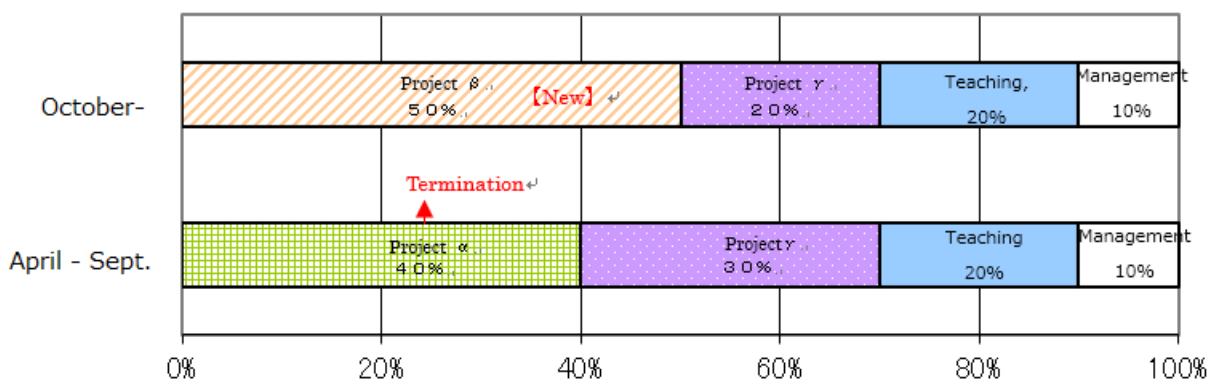 October-
Project β
50%
【New】
Project γ
20%
Teaching,
20%
Management
10%
Termination
April - Sept.
Project α
40%
Projectγ
30%
Teaching
20%
Management
10%
0% 20% 40% 60% 80% 100%